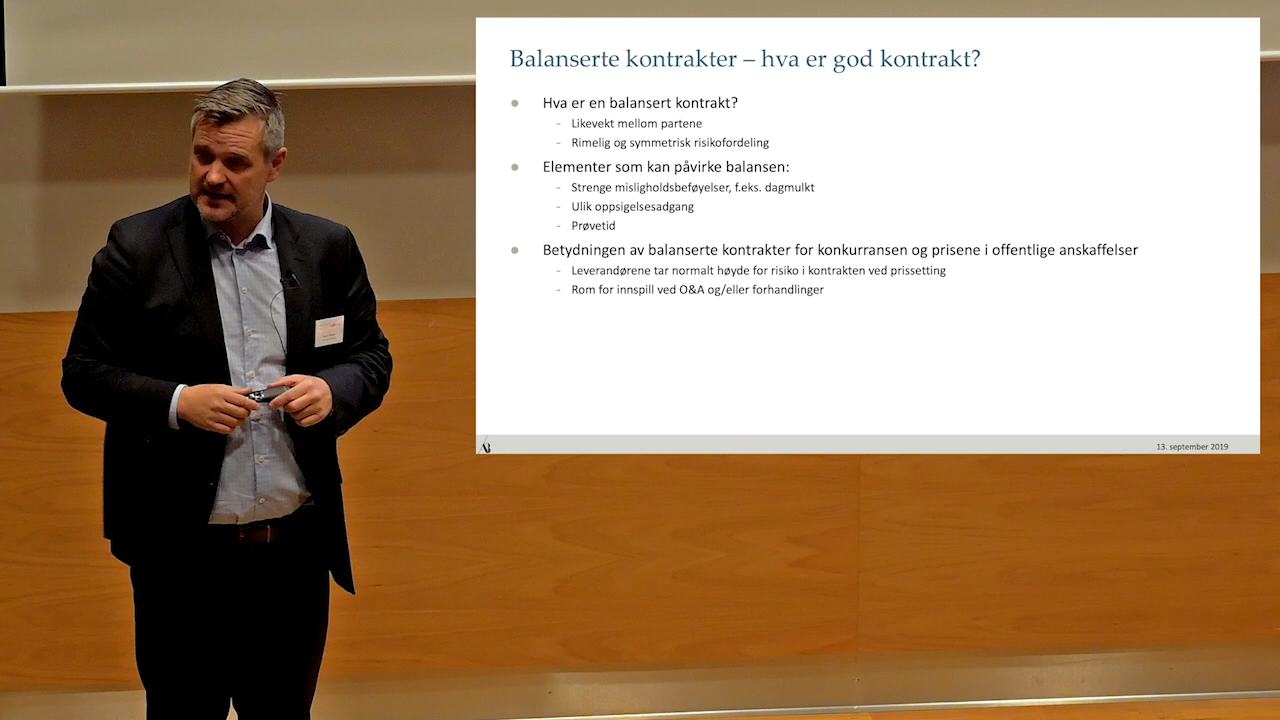 Balanserte kontrakter – hva er god kontrakt?
● Hva er en balansert kontrakt?
- Likevekt mellom partene
- Rimelig og symmetrisk risikofordeling
● Elementer som kan påvirke balansen:
- Strenge misligholdsbeføyelser, f.eks. dagmulkt
- Ulik oppsigelsesadgang
- Prøvetid
● Betydningen av balanserte kontrakter for konkurransen og prisene i offentlige anskaffelser
- Leverandørene tar normalt høyde for risiko i kontrakten ved prissetting
- Rom for innspill ved O&A og/eller forhandlinger
AB
13. september 2019